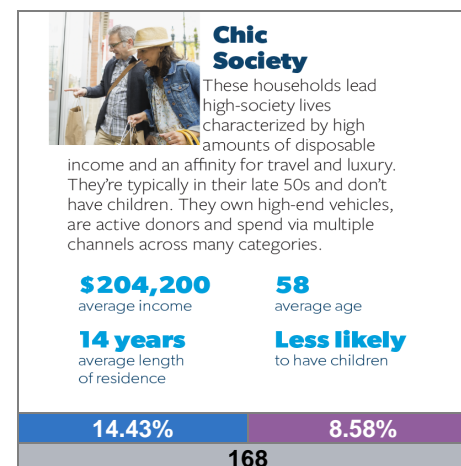 Chic
Society
These households lead
high-society lives
characterized by high
amounts of disposable
income and an affinity for travel and luxury.
They’re typically in their late 50s and don’t
have children. They own high-end vehicles,
are active donors and spend via multiple
channels across many categories.
$204,200
average income
58
average age
14 years
average length
of residence
Less likely
to have children
14.43%
8.58%
168